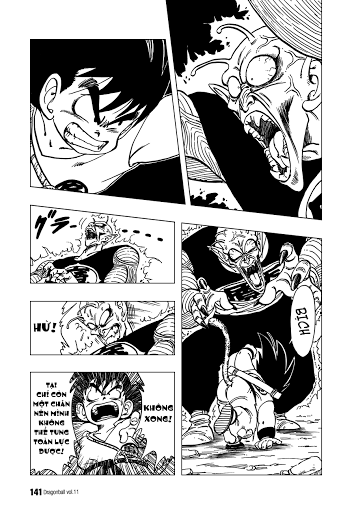 グラ
BỊCH
HỨ!
KHÔNG
XONG!
TẠI
CHỈ CÒN
MỘT CHÂN
NÊN MÌNH
KHÔNG
THỂ TUNG
TOÀN LỰC
ĐƯỢC!
141 Dragonball vol.11